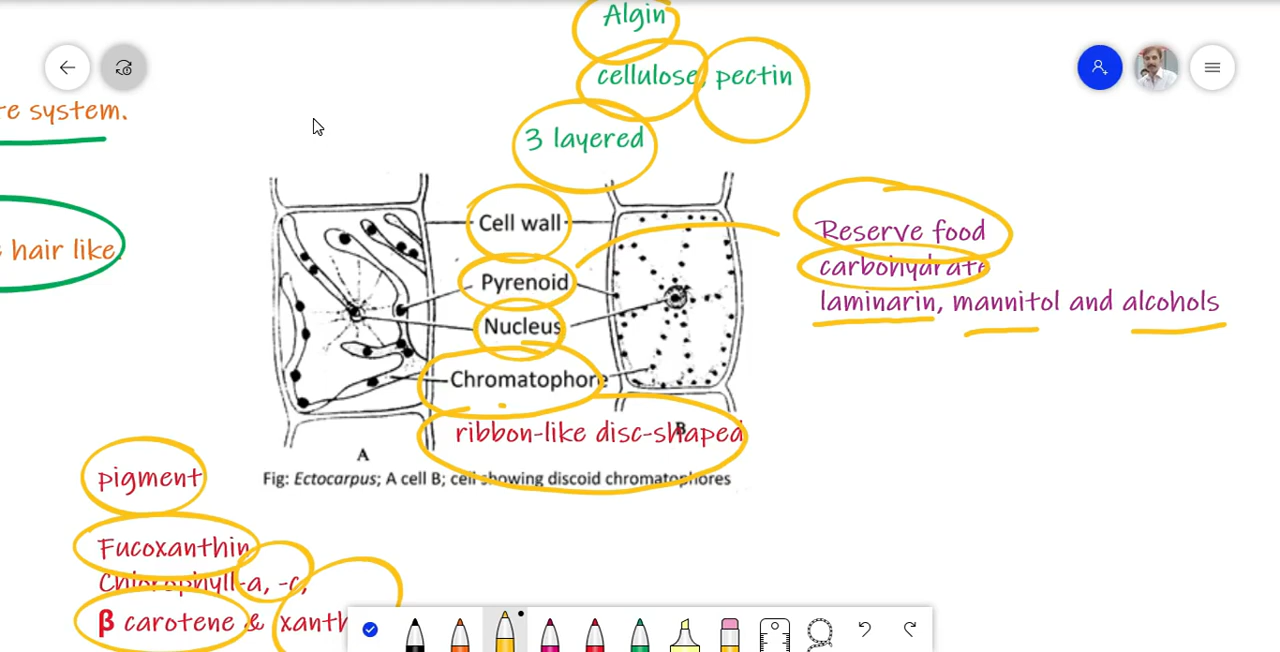 Algin
cellulose, pectin
3 layered
system.
hair like
Cell wall
Pyrenoid
Nucleus
Chromatophore
ribbon-like disc-shaped
A
B
Fig: Ectocarpus; A cell B; cell showing discoid chromatophores
Reserve food
carbohydrate
laminarin, mannitol and alcohols
pigment
Fucoxanthin
Chlorophyll-a, -c,
β carotene &